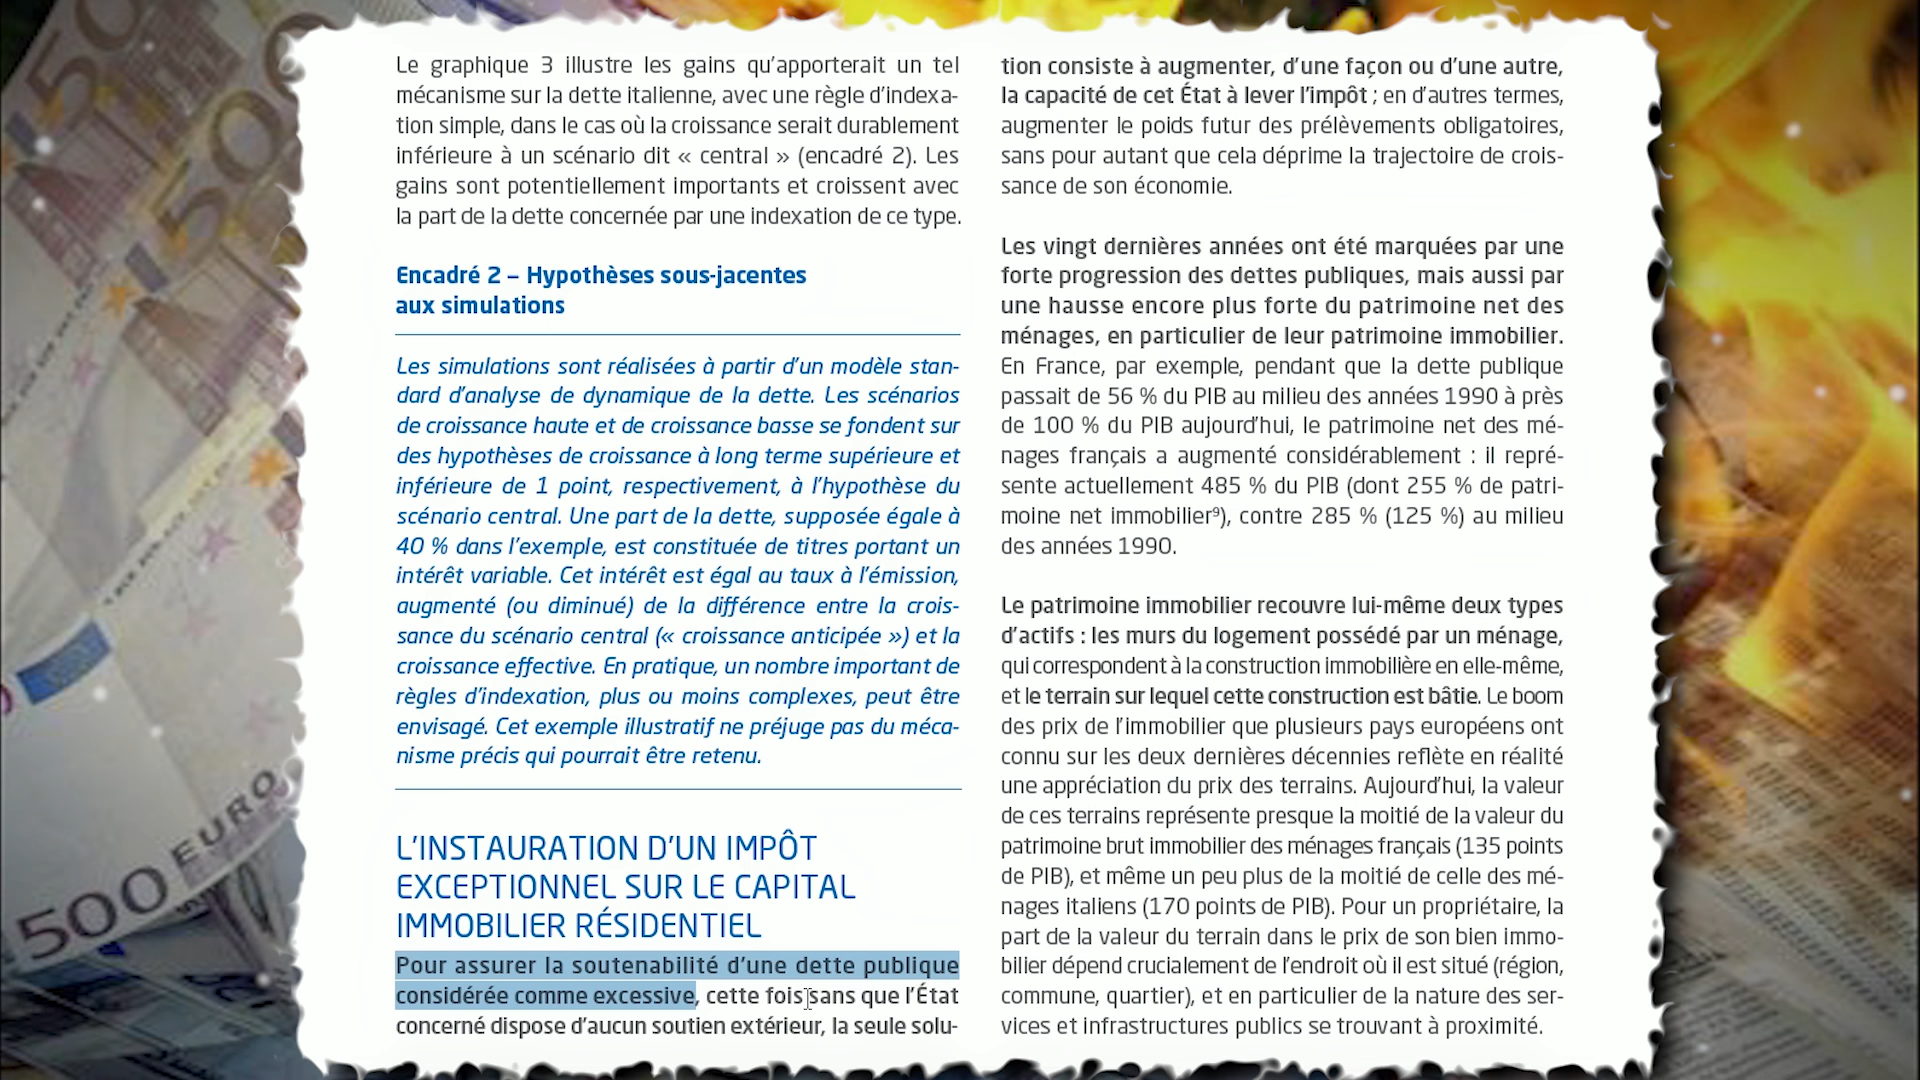 Le graphique 3 illustre les gains qu'apporterait un tel
mécanisme sur la dette italienne, avec une règle d'indexa-
tion simple, dans le cas où la croissance serait durablement
inférieure à un scénario dit « central » (encadré 2). Les
gains sont potentiellement importants et croissent avec
la part de la dette concernée par une indexation de ce type.
Encadré 2 – Hypothèses sous-jacentes
aux simulations
Les simulations sont réalisées à partir d'un modèle stan-
dard d'analyse de dynamique de la dette. Les scénarios
de croissance haute et de croissance basse se fondent sur
des hypothèses de croissance à long terme supérieure et
inférieure de 1 point, respectivement, à l'hypothèse du
scénario central. Une part de la dette, supposée égale à
40 % dans l'exemple, est constituée de titres portant un
intérêt variable. Cet intérêt est égal au taux à l'émission,
augmenté (ou diminué) de la différence entre la crois-
sance du scénario central (« croissance anticipée ») et la
croissance effective. En pratique, un nombre important de
règles d'indexation, plus ou moins complexes, peut être
envisagé. Cet exemple illustratif ne préjuge pas du méca-
nisme précis qui pourrait être retenu.
L'INSTAURATION D'UN IMPÔT
EXCEPTIONNEL SUR LE CAPITAL
IMMOBILIER RÉSIDENTIEL
Pour assurer la soutenabilité d'une dette publique
considérée comme excessive, cette fois sans que l'État
concerné dispose d'aucun soutien extérieur, la seule solu-
tion consiste à augmenter, d'une façon ou d'une autre,
la capacité de cet État à lever l'impôt ; en d'autres termes,
augmenter le poids futur des prélèvements obligatoires,
sans pour autant que cela déprime la trajectoire de crois-
sance de son économie.
Les vingt dernières années ont été marquées par une
forte progression des dettes publiques, mais aussi par
une hausse encore plus forte du patrimoine net des
ménages, en particulier de leur patrimoine immobilier.
En France, par exemple, pendant que la dette publique
passait de 56 % du PIB au milieu des années 1990 à près
de 100 % du PIB aujourd'hui, le patrimoine net des mé-
nages français a augmenté considérablement : il repré-
sente actuellement 485 % du PIB (dont 255 % de patri-
moine net immobilier⁹), contre 285 % (125 %) au milieu
des années 1990.
Le patrimoine immobilier recouvre lui-même deux types
d'actifs : les murs du logement possédé par un ménage,
qui correspondent à la construction immobilière en elle-même,
et le terrain sur lequel cette construction est bâtie. Le boom
des prix de l'immobilier que plusieurs pays européens ont
connu sur les deux dernières décennies reflète en réalité
une appréciation du prix des terrains. Aujourd'hui, la valeur
de ces terrains représente presque la moitié de la valeur du
patrimoine brut immobilier des ménages français (135 points
de PIB), et même un peu plus de la moitié de celle des mé-
nages italiens (170 points de PIB). Pour un propriétaire, la
part de la valeur du terrain dans le prix de son bien immo-
bilier dépend crucialement de l'endroit où il est situé (région,
commune, quartier), et en particulier de la nature des ser-
vices et infrastructures publics se trouvant à proximité.
500 EURO